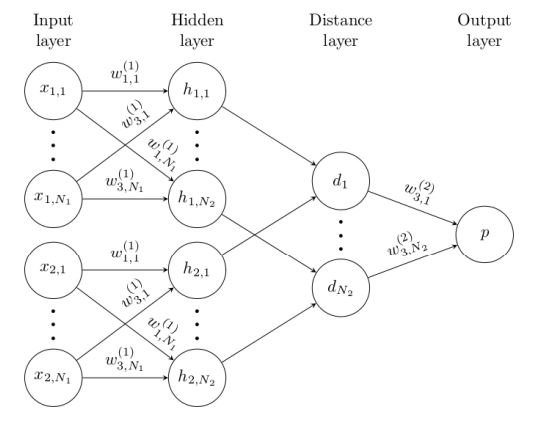 Input layer
Hidden layer
Distance layer
Output layer
x_{1,1}
w_{1,1}^{(1)}
h_{1,1}
w_{3,1}^{(1)}
w_{1,N_1}^{(1)}
x_{1,N_1}
w_{3,N_1}^{(1)}
h_{1,N_2}
d_1
w_{3,1}^{(2)}
p
x_{2,1}
w_{1,1}^{(1)}
h_{2,1}
w_{3,1}^{(1)}
w_{1,N_1}^{(1)}
d_{N_2}
w_{3,N_2}^{(2)}
x_{2,N_1}
w_{3,N_1}^{(1)}
h_{2,N_2}